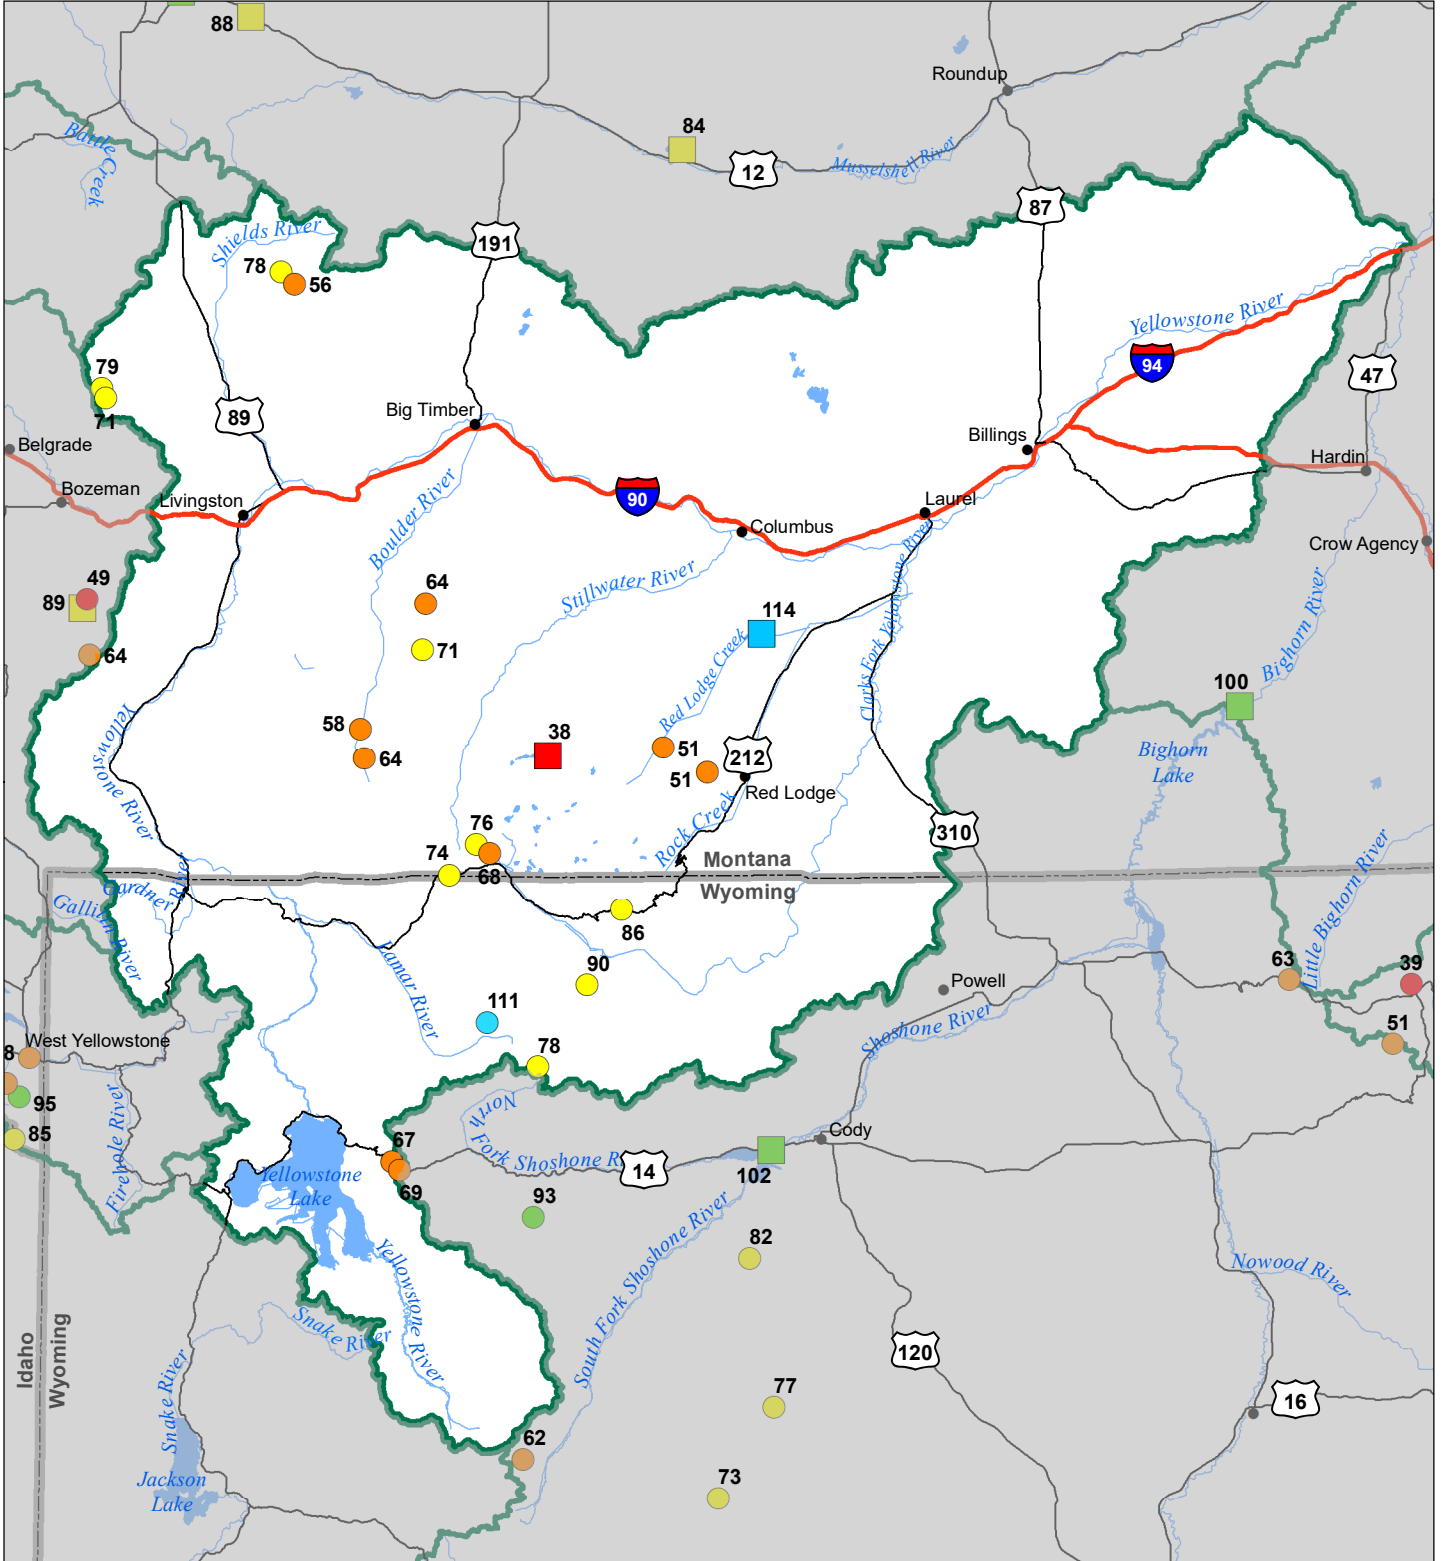 88
Roundup
84
12
Musselshell River
Battle
Creek
87
191
Shields River
78
56
Yellowstone River
94
47
79
71
89
Big Timber
Billings
Belgrade
Hardin
Bozeman
Livingston
90
Laurel
Columbus
Crow Agency
Boulder River
Stillwater River
Clarks Fork Yellowstone River
49
89
64
114
64
71
Red Lodge Creek
Bighorn River
100
Yellowstone River
58
64
38
51
51
212
Red Lodge
Bighorn
Lake
Rock Creek
310
76
74
68
Montana
Wyoming
Gardner River
Gallatin River
86
Little Bighorn River
Lamar River
90
63
39
Powell
111
51
Shoshone River
8
West Yellowstone
78
95
85
Firehole River
North
Fork Shoshone R
14
Cody
102
67
69
Yellowstone
Lake
93
82
South Fork Shoshone River
Yellowstone River
Nowood River
Snake River
Idaho
Wyoming
Snake River
120
77
16
62
73
Jackson
Lake